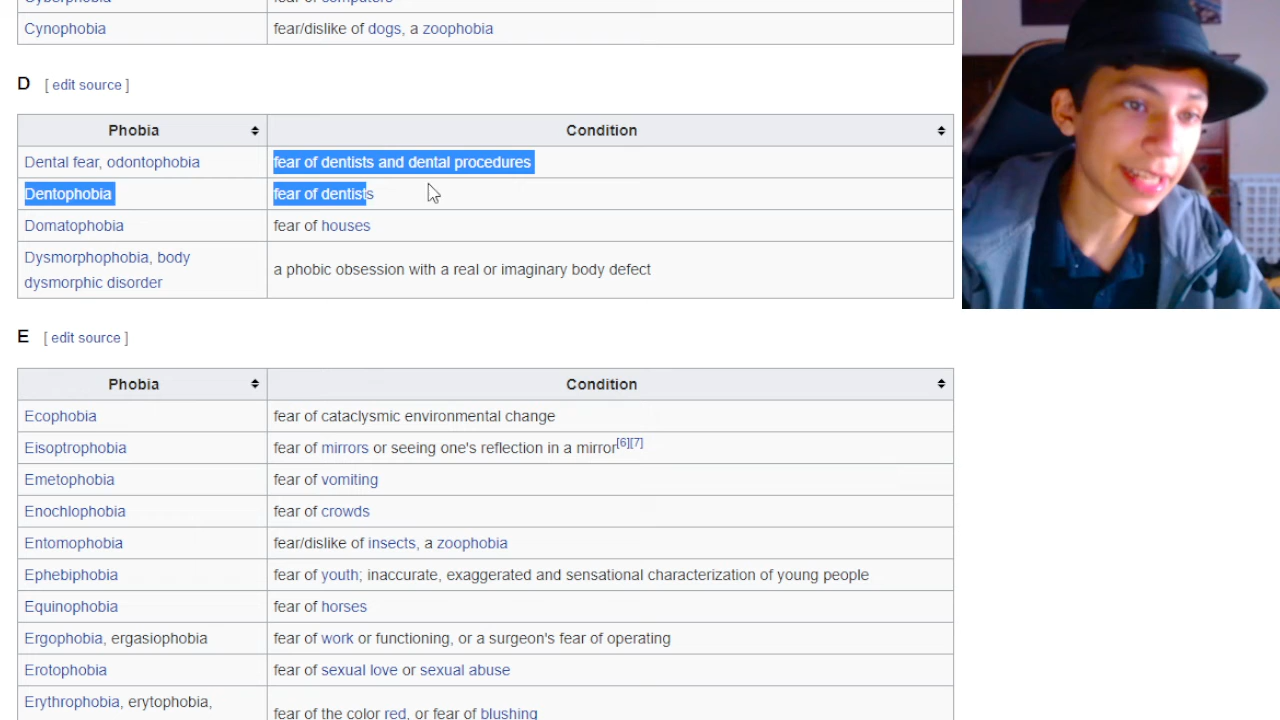 Cyberphobia fear of computers
Cynophobia fear/dislike of dogs, a zoophobia
D [ edit source ]
Phobia Condition
Dental fear, odontophobia fear of dentists and dental procedures
Dentophobia fear of dentists
Domatophobia fear of houses
Dysmorphophobia, body
dysmorphic disorder a phobic obsession with a real or imaginary body defect
E [ edit source ]
Phobia Condition
Ecophobia fear of cataclysmic environmental change
Eisoptrophobia fear of mirrors or seeing one's reflection in a mirror[6][7]
Emetophobia fear of vomiting
Enochlophobia fear of crowds
Entomophobia fear/dislike of insects, a zoophobia
Ephebiphobia fear of youth; inaccurate, exaggerated and sensational characterization of young people
Equinophobia fear of horses
Ergophobia, ergasiophobia fear of work or functioning, or a surgeon's fear of operating
Erotophobia fear of sexual love or sexual abuse
Erythrophobia, erytophobia,
fear of the color red, or fear of blushing